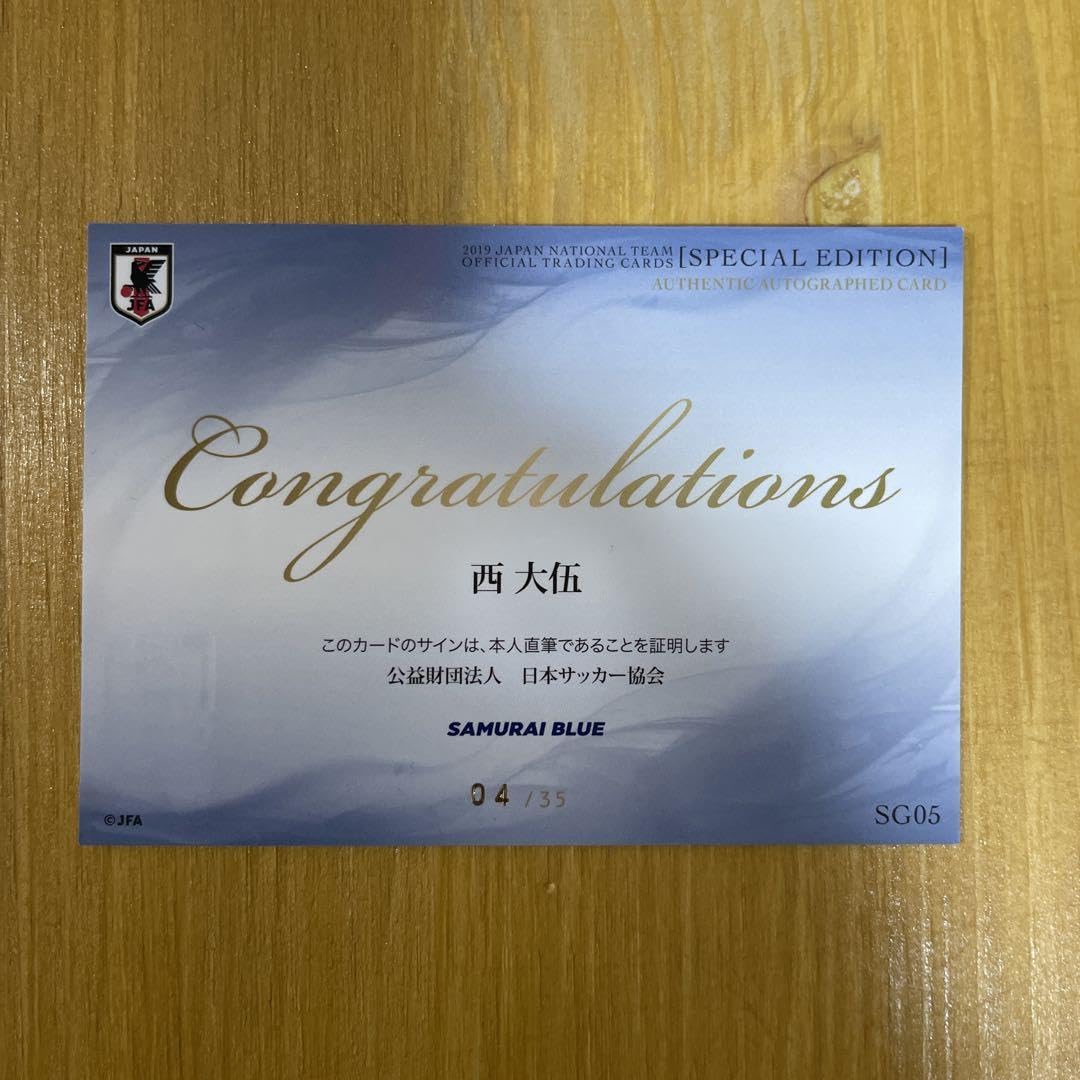 JAPAN
JFA
2019 JAPAN NATIONAL TEAM
OFFICIAL TRADING CARDS [SPECIAL EDITION]
AUTHENTIC AUTOGRAPHED CARD
Congratulations
西 大伍
このカードのサインは、本人直筆であることを証明します
公益財団法人　日本サッカー協会
SAMURAI BLUE
04 /35
©JFA
SG05